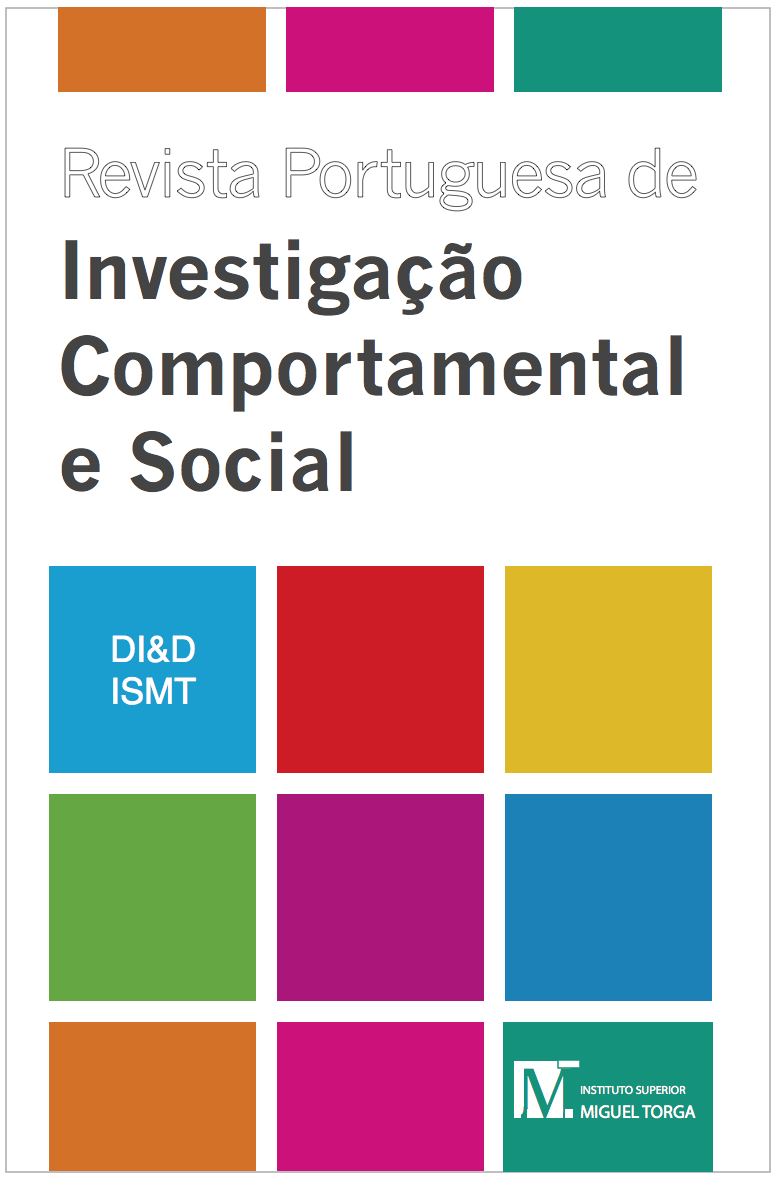 Revista Portuguesa de
Investigação
Comportamental
e Social
DI&D
ISMT
M.
INSTITUTO SUPERIOR
MIGUEL TORGA